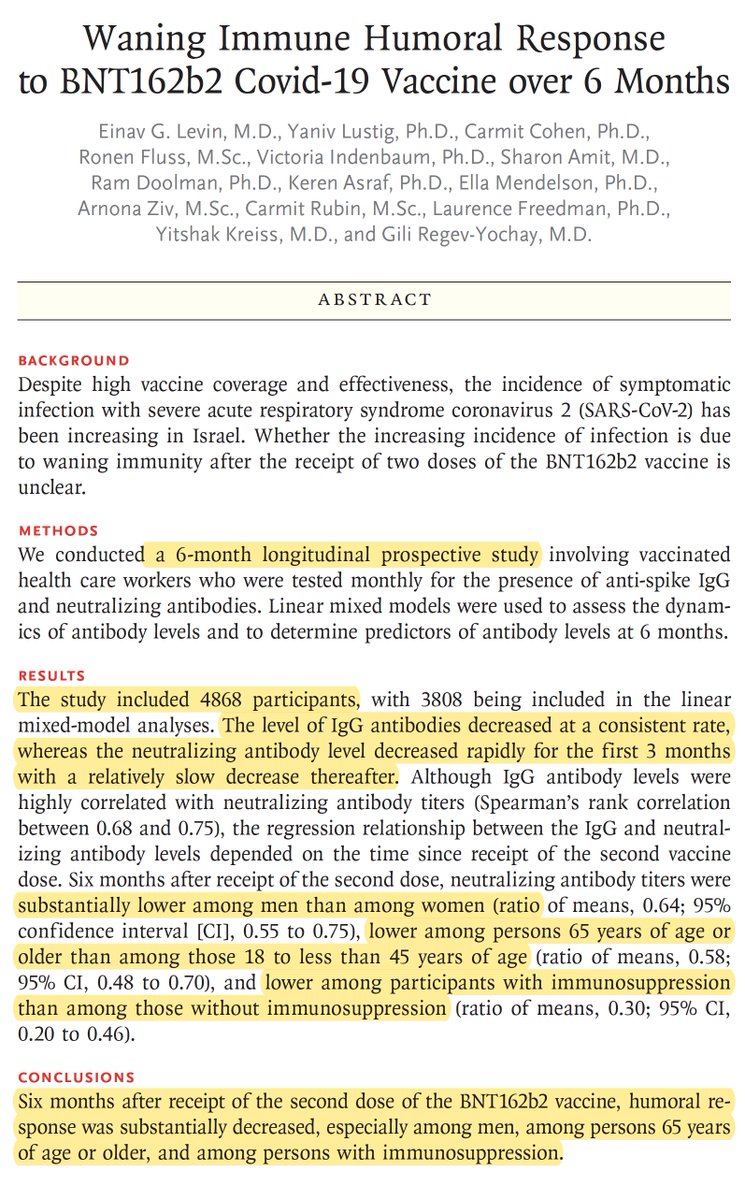 Waning Immune Humoral Response
to BNT162b2 Covid-19 Vaccine over 6 Months
Einav G. Levin, M.D., Yaniv Lustig, Ph.D., Carmit Cohen, Ph.D.,
Ronen Fluss, M.Sc., Victoria Indenbaum, Ph.D., Sharon Amit, M.D.,
Ram Doolman, Ph.D., Keren Asraf, Ph.D., Ella Mendelson, Ph.D.,
Arnona Ziv, M.Sc., Carmit Rubin, M.Sc., Laurence Freedman, Ph.D.,
Yitshak Kreiss, M.D., and Gili Regev-Yochay, M.D.
ABSTRACT
BACKGROUND
Despite high vaccine coverage and effectiveness, the incidence of symptomatic
infection with severe acute respiratory syndrome coronavirus 2 (SARS-CoV-2) has
been increasing in Israel. Whether the increasing incidence of infection is due
to waning immunity after the receipt of two doses of the BNT162b2 vaccine is
unclear.
METHODS
We conducted a 6-month longitudinal prospective study involving vaccinated
health care workers who were tested monthly for the presence of anti-spike IgG
and neutralizing antibodies. Linear mixed models were used to assess the dynam-
ics of antibody levels and to determine predictors of antibody levels at 6 months.
RESULTS
The study included 4868 participants, with 3808 being included in the linear
mixed-model analyses. The level of IgG antibodies decreased at a consistent rate,
whereas the neutralizing antibody level decreased rapidly for the first 3 months
with a relatively slow decrease thereafter. Although IgG antibody levels were
highly correlated with neutralizing antibody titers (Spearman's rank correlation
between 0.68 and 0.75), the regression relationship between the IgG and neutral-
izing antibody levels depended on the time since receipt of the second vaccine
dose. Six months after receipt of the second dose, neutralizing antibody titers were
substantially lower among men than among women (ratio of means, 0.64; 95%
confidence interval [CI], 0.55 to 0.75), lower among persons 65 years of age or
older than among those 18 to less than 45 years of age (ratio of means, 0.58;
95% CI, 0.48 to 0.70), and lower among participants with immunosuppression
than among those without immunosuppression (ratio of means, 0.30; 95% CI,
0.20 to 0.46).
CONCLUSIONS
Six months after receipt of the second dose of the BNT162b2 vaccine, humoral re-
sponse was substantially decreased, especially among men, among persons 65 years
of age or older, and among persons with immunosuppression.